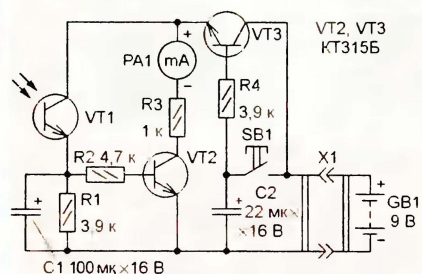 VT3
VT2, VT3
КТ315Б
PA1
+
mA
−
R4
3,9 к
VT1
R3
1 к
SB1
R2 4,7 к
VT2
X1
+
+
R1
3,9 к
+
C2
22 мк ×
×16 В
GB1
9 В
−
C1 100 мк × 16 В